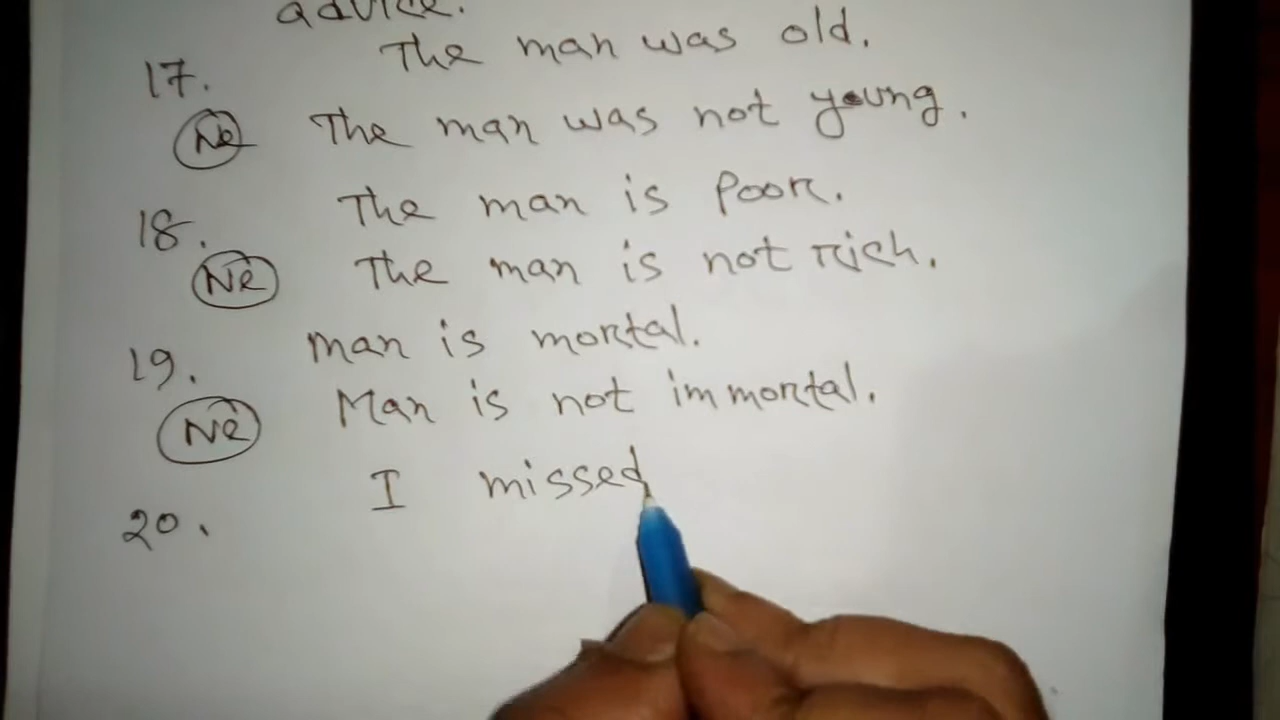 advice.
17. The man was old.
Ne The man was not young.
18. The man is Poor.
Ne The man is not rich.
19. man is mortal.
Ne Man is not immortal.
20. I missed